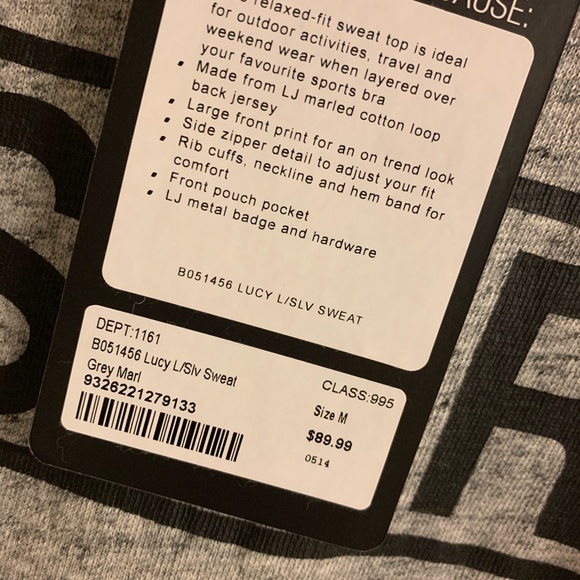 CAUSE:
relaxed-fit sweat top is ideal
for outdoor activities, travel and
weekend wear when layered over
your favourite sports bra
• Made from LJ marled cotton loop
back jersey
• Large front print for an on trend look
• Side zipper detail to adjust your fit
• Rib cuffs, neckline and hem band for
comfort
• Front pouch pocket
• LJ metal badge and hardware
B051456 LUCY L/SLV SWEAT
DEPT:1161
CLASS:995
B051456 Lucy L/Slv Sweat
Grey Marl
Size M
9326221279133
$89.99
0514